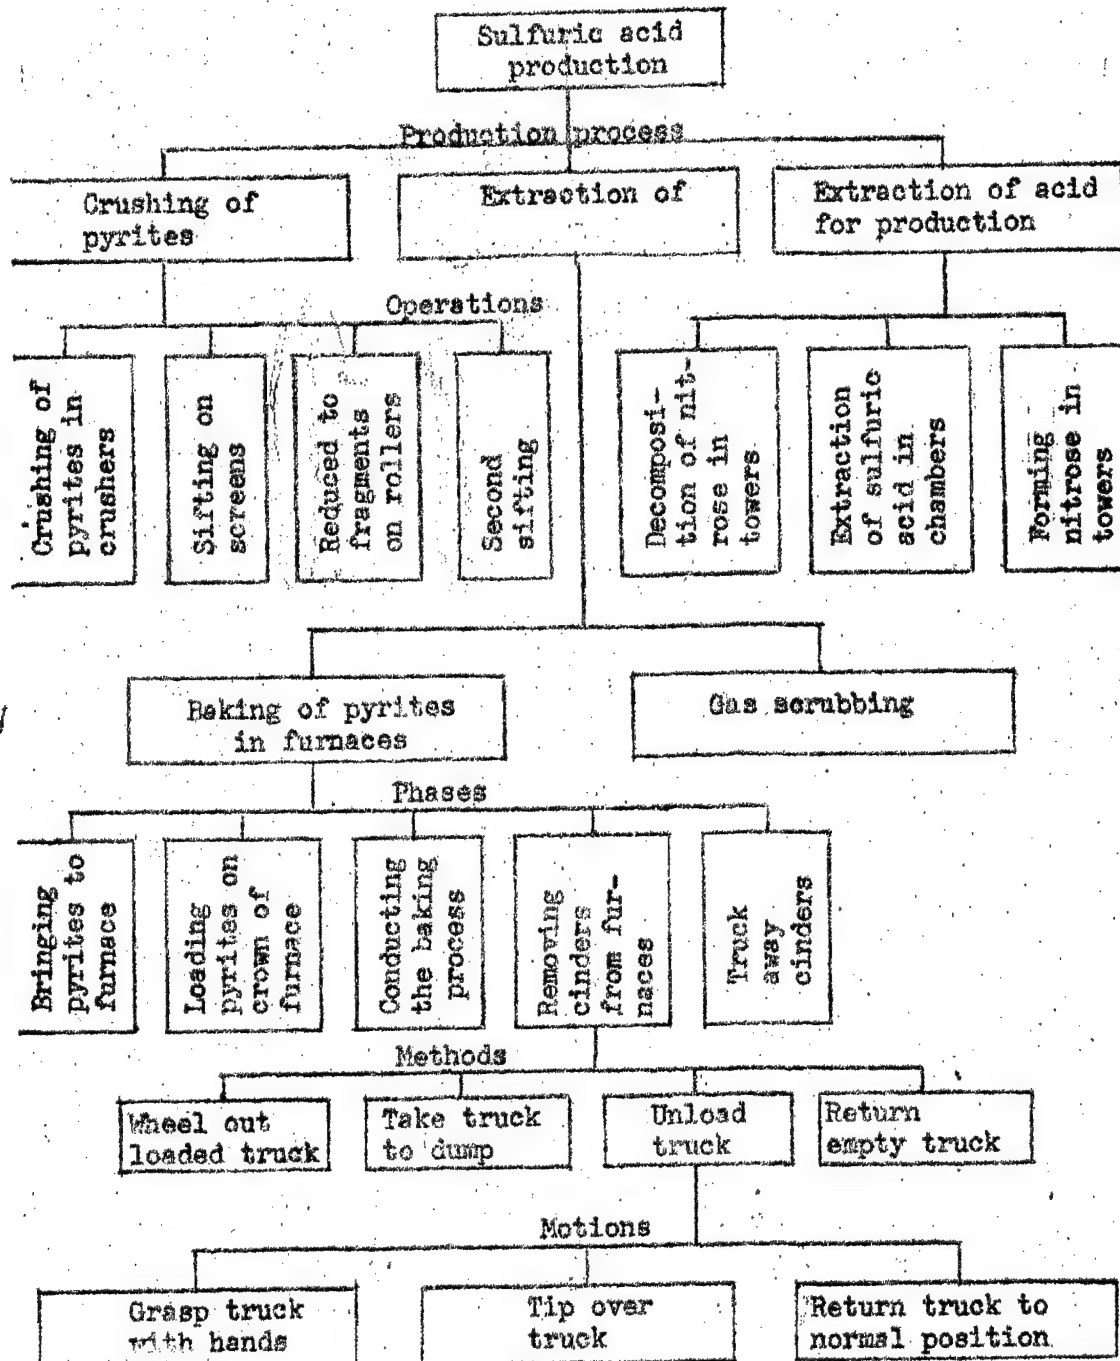 Sulfuric acid
production
Production process
Crushing of
pyrites
Extraction of
Extraction of acid
for production
Operations
Crushing of
pyrites in
crushers
Sifting on
screens
Reduced to
fragments
on rollers
Second
sifting
Decomposi-
tion of nit-
rose in
towers
Extraction
of sulfuric
acid in
chambers
Forming
nitrose in
towers
Baking of pyrites
in furnaces
Gas scrubbing
Phases
Bringing
pyrites to
furnace
Loading
pyrites on
crown of
furnace
Conducting
the baking
process
Removing
cinders
from fur-
naces
Truck
away
cinders
Methods
Wheel out
loaded truck
Take truck
to dump
Unload
truck
Return
empty truck
Motions
Grasp truck
with hands
Tip over
truck
Return truck to
normal position